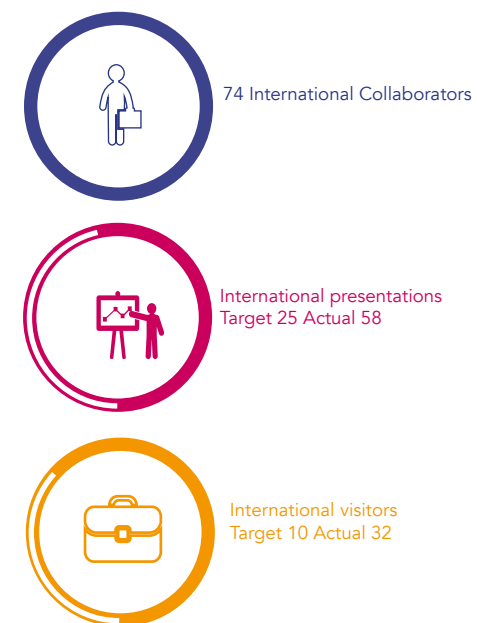 74 International Collaborators
International presentations
Target 25 Actual 58
International visitors
Target 10 Actual 32